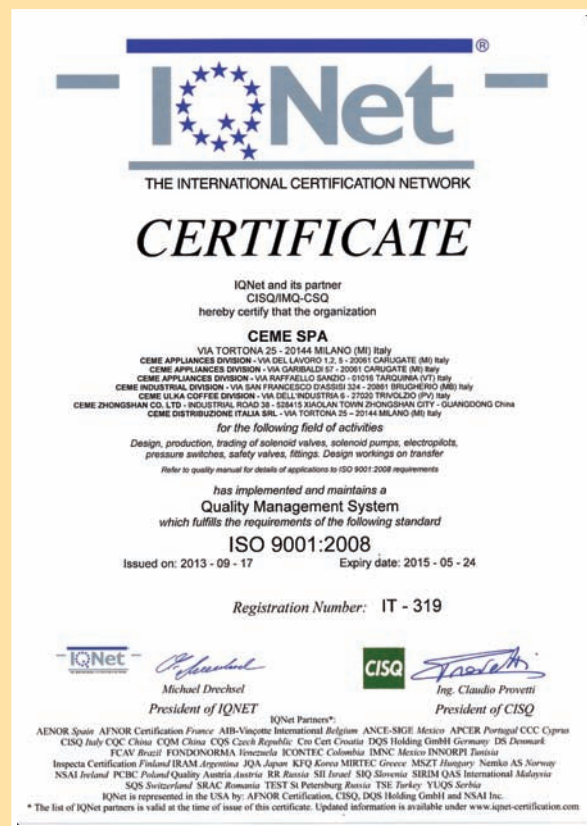 IQNet ®
THE INTERNATIONAL CERTIFICATION NETWORK
CERTIFICATE
IQNet and its partner
CISQ/IMQ-CSQ
hereby certify that the organization
CEME SPA
VIA TORTONA 25 - 20144 MILANO (MI) Italy
CEME APPLIANCES DIVISION - VIA DEL LAVORO 1,2, 5 - 20061 CARUGATE (MI) Italy
CEME APPLIANCES DIVISION - VIA GARIBALDI 57 - 20061 CARUGATE (MI) Italy
CEME APPLIANCES DIVISION - VIA RAFFAELLO SANZIO - 01016 TARQUINIA (VT) Italy
CEME INDUSTRIAL DIVISION - VIA SAN FRANCESCO D'ASSISI 324 - 20861 BRUGHERIO (MB) Italy
CEME ULKA COFFEE DIVISION - VIA DELL'INDUSTRIA 6 - 27020 TRIVOLZIO (PV) Italy
CEME ZHONGSHAN CO. LTD - INDUSTRIAL ROAD 38 - 528415 XIAOLAN TOWN ZHONGSHAN CITY - GUANGDONG China
CEME DISTRIBUZIONE ITALIA SRL - VIA TORTONA 25 – 20144 MILANO (MI) Italy
for the following field of activities
Design, production, trading of solenoid valves, solenoid pumps, electropilots,
pressure switches, safety valves, fittings. Design workings on transfer
Refer to quality manual for details of applications to ISO 9001:2008 requirements
has implemented and maintains a
Quality Management System
which fulfills the requirements of the following standard
ISO 9001:2008
Issued on: 2013 - 09 - 17 Expiry date: 2015 - 05 - 24
Registration Number: IT - 319
IQNet CISQ
Michael Drechsel Ing. Claudio Provetti
President of IQNET President of CISQ
IQNet Partners*:
AENOR Spain AFNOR Certification France AIB-Vinçotte International Belgium ANCE-SIGE Mexico APCER Portugal CCC Cyprus
CISQ Italy CQC China CQM China CQS Czech Republic Cro Cert Croatia DQS Holding GmbH Germany DS Denmark
FCAV Brazil FONDONORMA Venezuela ICONTEC Colombia IMNC Mexico INNORPI Tunisia
Inspecta Certification Finland IRAM Argentina JQA Japan KFQ Korea MIRTEC Greece MSZT Hungary Nemko AS Norway
NSAI Ireland PCBC Poland Quality Austria Austria RR Russia SII Israel SIQ Slovenia SIRIM QAS International Malaysia
SQS Switzerland SRAC Romania TEST St Petersburg Russia TSE Turkey YUQS Serbia
IQNet is represented in the USA by: AFNOR Certification, CISQ, DQS Holding GmbH and NSAI Inc.
* The list of IQNet partners is valid at the time of issue of this certificate. Updated information is available under www.iqnet-certification.com